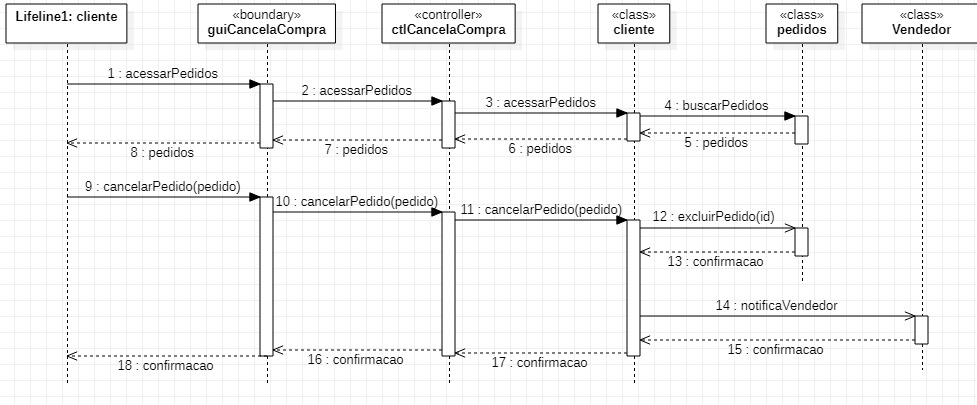 Lifeline1: cliente
«boundary»
guiCancelaCompra
«controller»
ctlCancelaCompra
«class»
cliente
«class»
pedidos
«class»
Vendedor
1 : acessarPedidos
2 : acessarPedidos
3 : acessarPedidos
4 : buscarPedidos
5 : pedidos
6 : pedidos
7 : pedidos
8 : pedidos
9 : cancelarPedido(pedido)
10 : cancelarPedido(pedido)
11 : cancelarPedido(pedido)
12 : excluirPedido(id)
13 : confirmacao
14 : notificaVendedor
15 : confirmacao
16 : confirmacao
17 : confirmacao
18 : confirmacao